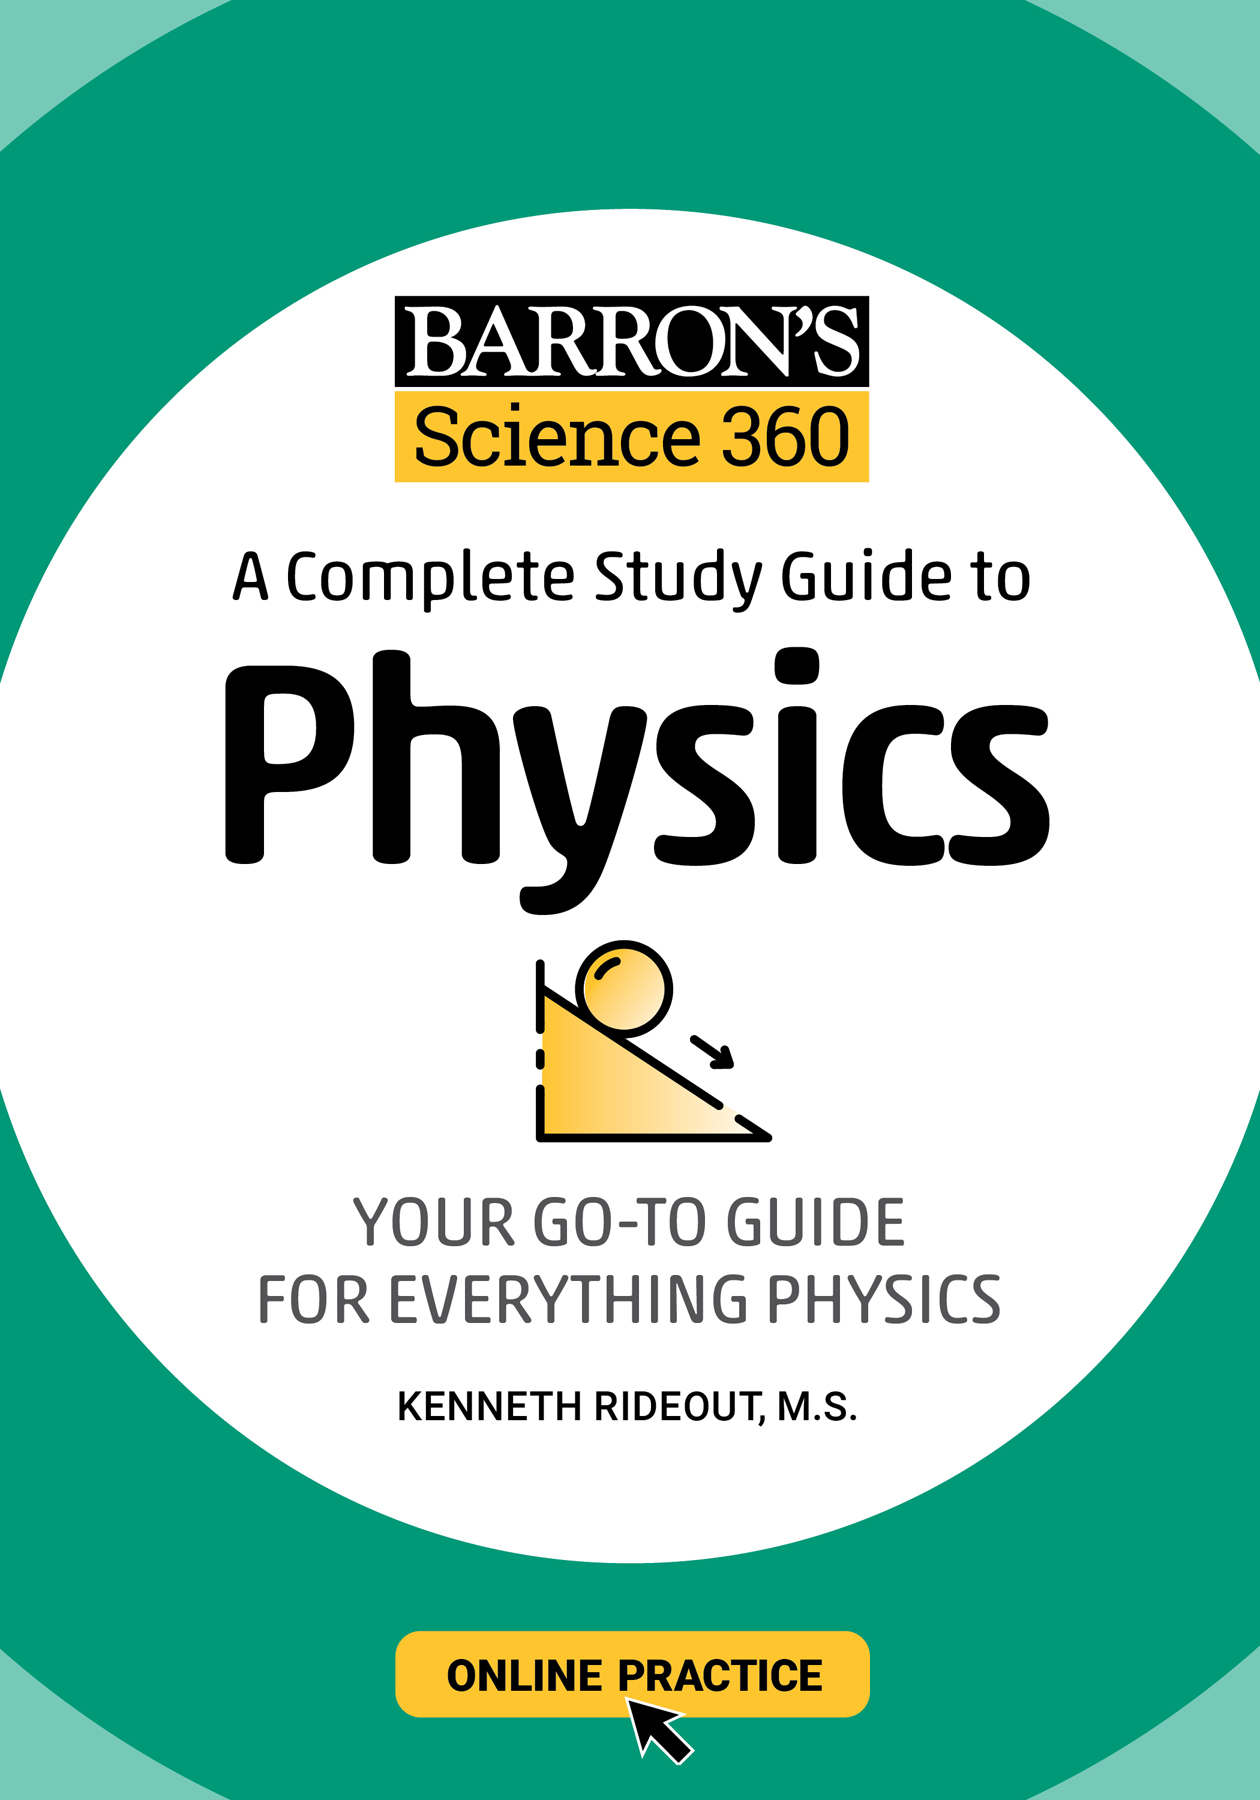 BARRON'S
Science 360
A Complete Study Guide to
Physics
YOUR GO-TO GUIDE
FOR EVERYTHING PHYSICS
KENNETH RIDEOUT, M.S.
ONLINE PRACTICE